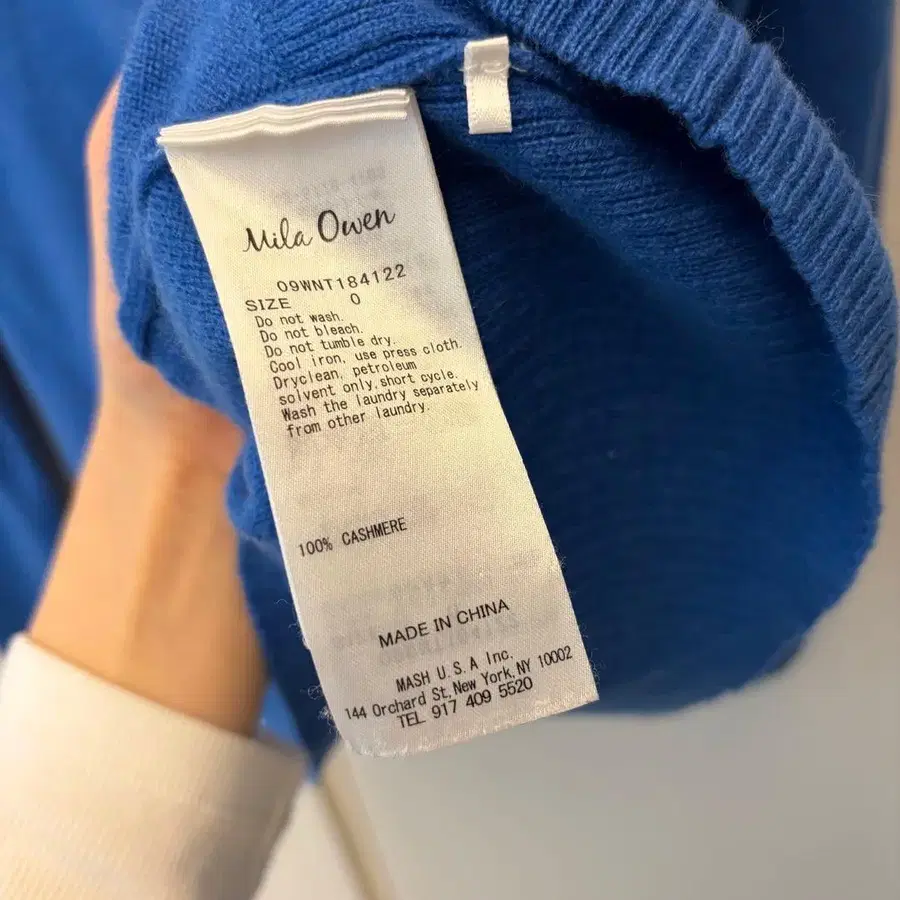 Mila Owen
09WNT184122
SIZE 0
Do not wash.
Do not bleach.
Do not tumble dry.
Cool iron, use press cloth.
Dryclean, petroleum
solvent only, short cycle.
Wash the laundry separately
from other laundry.
100% CASHMERE
MADE IN CHINA
MASH U.S.A Inc.
144 Orchard St, New York, NY 10002
TEL 917 409 5520